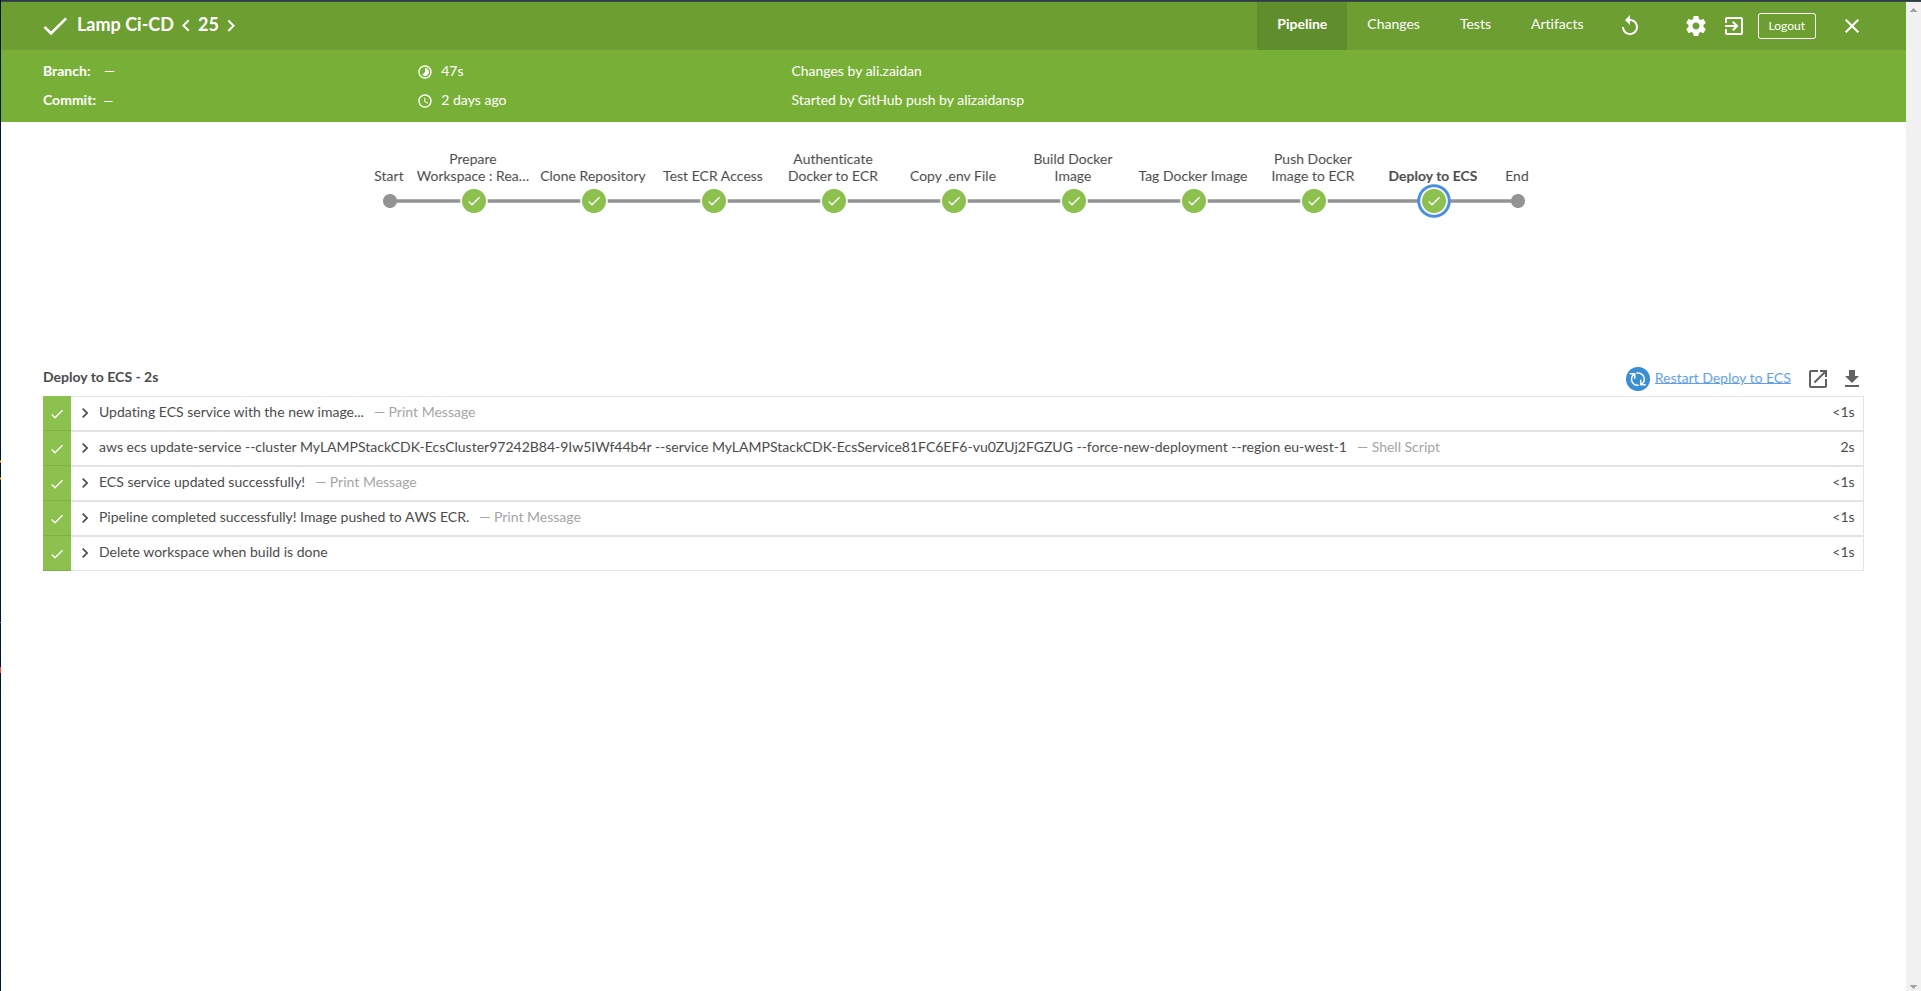 Lamp Ci-CD < 25 >
Pipeline
Changes
Tests
Artifacts
Logout
Branch: —
47s
Changes by ali.zaidan
Commit: —
2 days ago
Started by GitHub push by alizaidansp
Start
Prepare
Workspace : Rea...
Clone Repository
Test ECR Access
Authenticate
Docker to ECR
Copy .env File
Build Docker
Image
Tag Docker Image
Push Docker
Image to ECR
Deploy to ECS
End
Deploy to ECS - 2s
Restart Deploy to ECS
Updating ECS service with the new image... — Print Message <1s
aws ecs update-service --cluster MyLAMPStackCDK-EcsCluster97242B84-9Iw5IWf44b4r --service MyLAMPStackCDK-EcsService81FC6EF6-vu0ZUj2FGZUG --force-new-deployment --region eu-west-1 — Shell Script 2s
ECS service updated successfully! — Print Message <1s
Pipeline completed successfully! Image pushed to AWS ECR. — Print Message <1s
Delete workspace when build is done <1s